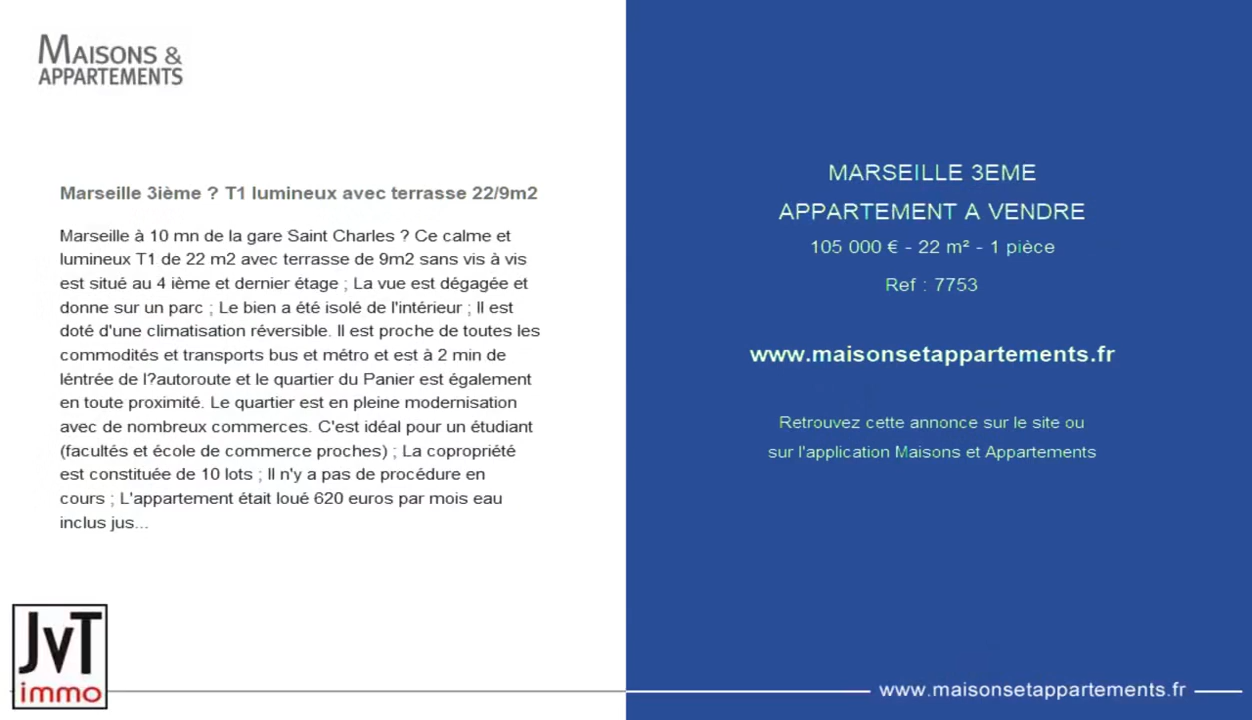 MAISONS &
APPARTEMENTS
Marseille 3ième ? T1 lumineux avec terrasse 22/9m2
Marseille à 10 mn de la gare Saint Charles ? Ce calme et
lumineux T1 de 22 m2 avec terrasse de 9m2 sans vis à vis
est situé au 4 ième et dernier étage ; La vue est dégagée et
donne sur un parc ; Le bien a été isolé de l'intérieur ; Il est
doté d'une climatisation réversible. Il est proche de toutes les
commodités et transports bus et métro et est à 2 min de
léntrée de l?autoroute et le quartier du Panier est également
en toute proximité. Le quartier est en pleine modernisation
avec de nombreux commerces. C'est idéal pour un étudiant
(facultés et école de commerce proches) ; La copropriété
est constituée de 10 lots ; Il n'y a pas de procédure en
cours ; L'appartement était loué 620 euros par mois eau
inclus jus...
JvT
immo
MARSEILLE 3EME
APPARTEMENT A VENDRE
105 000 € - 22 m² - 1 pièce
Ref : 7753
www.maisonsetappartements.fr
Retrouvez cette annonce sur le site ou
sur l'application Maisons et Appartements
www.maisonsetappartements.fr